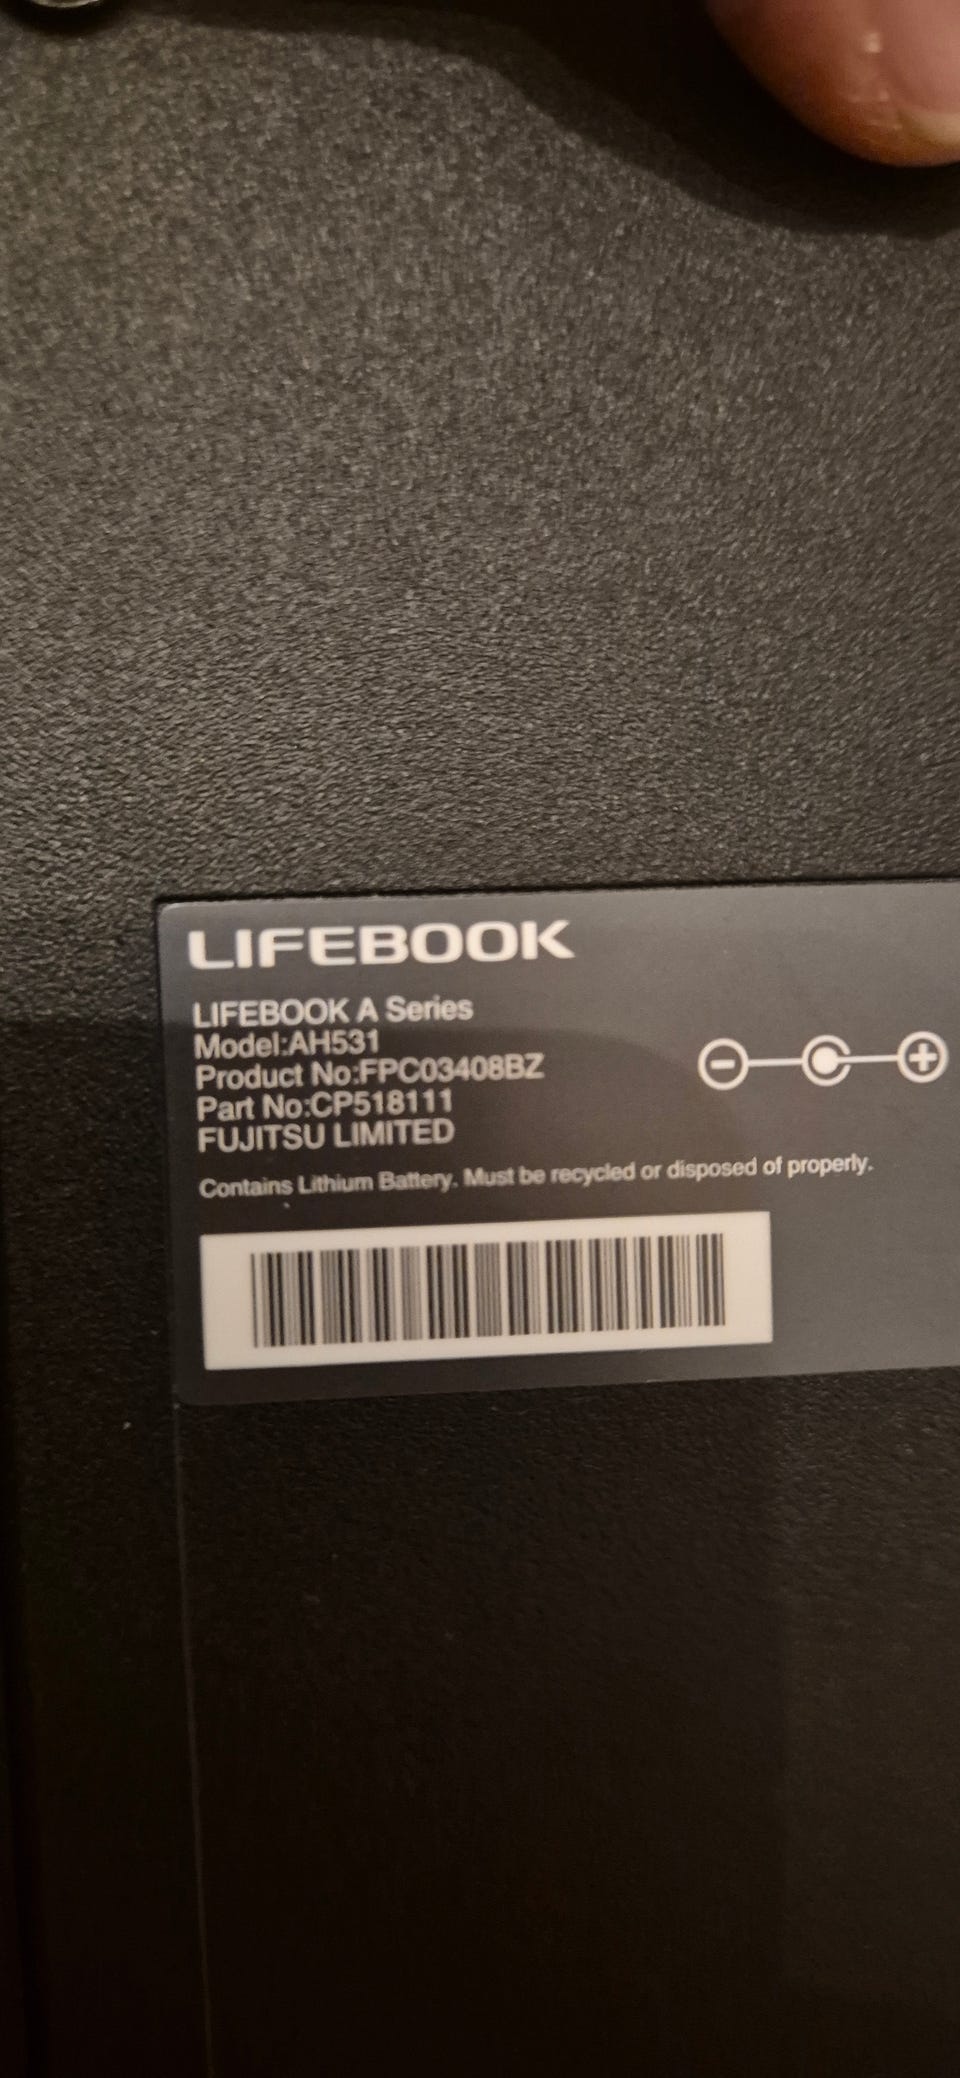 LIFEBOOK
LIFEBOOK A Series
Model:AH531
Product No:FPC03408BZ
Part No:CP518111
FUJITSU LIMITED
Contains Lithium Battery. Must be recycled or disposed of properly.